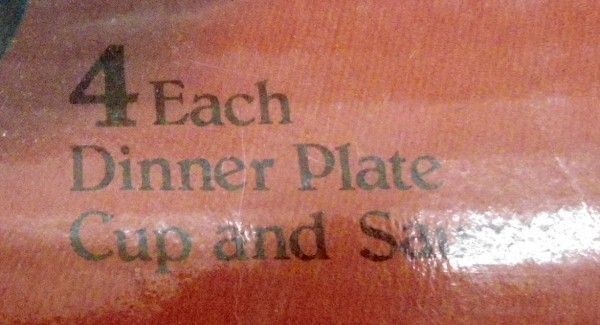 4 Each
Dinner Plate
Cup and